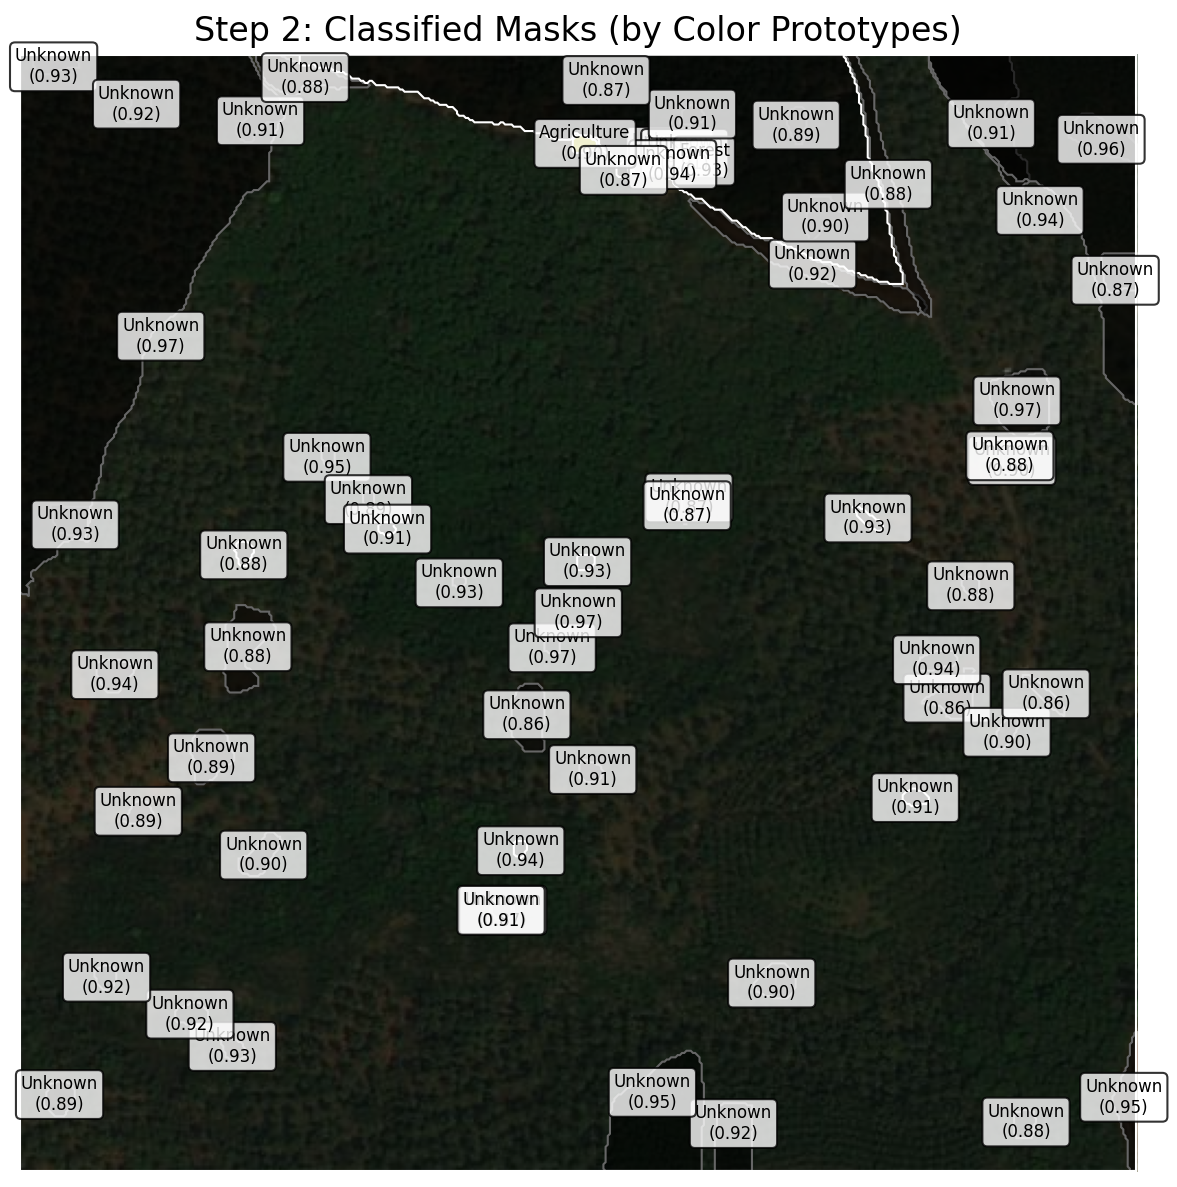 Step 2: Classified Masks (by Color Prototypes)
Unknown
(0.93)
Unknown
(0.88)
Unknown
(0.87)
Unknown
(0.92)
Unknown
(0.91)
Unknown
(0.91)
Unknown
(0.89)
Unknown
(0.91)
Unknown
(0.96)
Agriculture
Unknown
(0.87)
(0.94)
Unknown
(0.88)
Unknown
(0.90)
Unknown
(0.94)
Unknown
(0.92)
Unknown
(0.87)
Unknown
(0.97)
Unknown
(0.97)
Unknown
(0.95)
Unknown
(0.88)
Unknown
Unknown
(0.91)
Unknown
(0.87)
Unknown
(0.93)
Unknown
(0.93)
Unknown
(0.88)
Unknown
(0.93)
Unknown
(0.93)
Unknown
(0.88)
Unknown
(0.97)
Unknown
(0.97)
Unknown
(0.88)
Unknown
(0.94)
Unknown
(0.94)
Unknown
(0.86)
Unknown
(0.86)
Unknown
(0.90)
Unknown
(0.86)
Unknown
(0.89)
Unknown
(0.91)
Unknown
(0.91)
Unknown
(0.89)
Unknown
(0.90)
Unknown
(0.94)
Unknown
(0.91)
Unknown
(0.92)
Unknown
(0.90)
Unknown
(0.92)
Unknown
(0.93)
Unknown
(0.89)
Unknown
(0.95)
Unknown
(0.92)
Unknown
(0.88)
Unknown
(0.95)